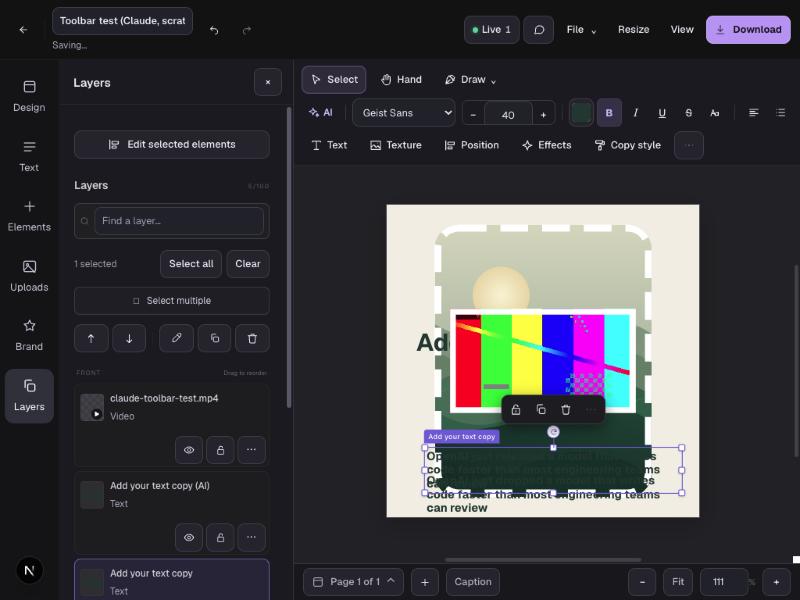 Toolbar test (Claude, scrat
Saving...
Live 1
File
Resize
View
Download
Design
Text
Elements
Uploads
Brand
Layers
Layers
×
Edit selected elements
Layers
Find a layer...
1 selected
Select all
Clear
Select multiple
FRONT
Drag to reorder
claude-toolbar-test.mp4
Video
Add your text copy (AI)
Text
Add your text copy
Text
Select
Hand
Draw
AI
Geist Sans
− 40 +
B I U S Aa
Text
Texture
Position
Effects
Copy style
Add your text copy
code faster than most engineering teams
code faster than most engineering teams
can review
Page 1 of 1
+
Caption
−
Fit
111
%
+
N